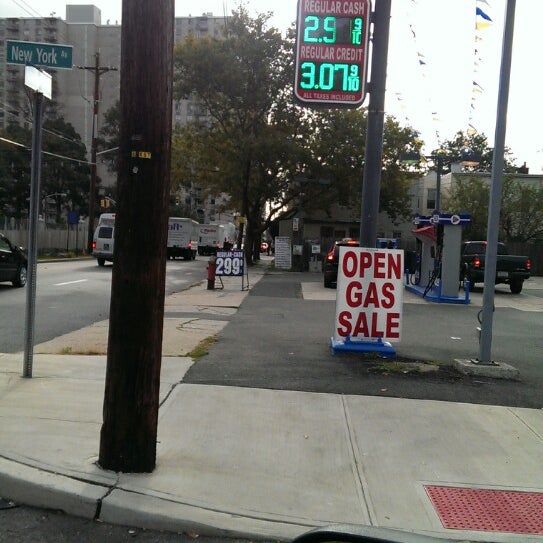 New York Av
REGULAR CASH
2.9 9/10
REGULAR CREDIT
3.07 9/10
ALL TAXES INCLUDED
REGULAR-CASH
299
OPEN
GAS
SALE